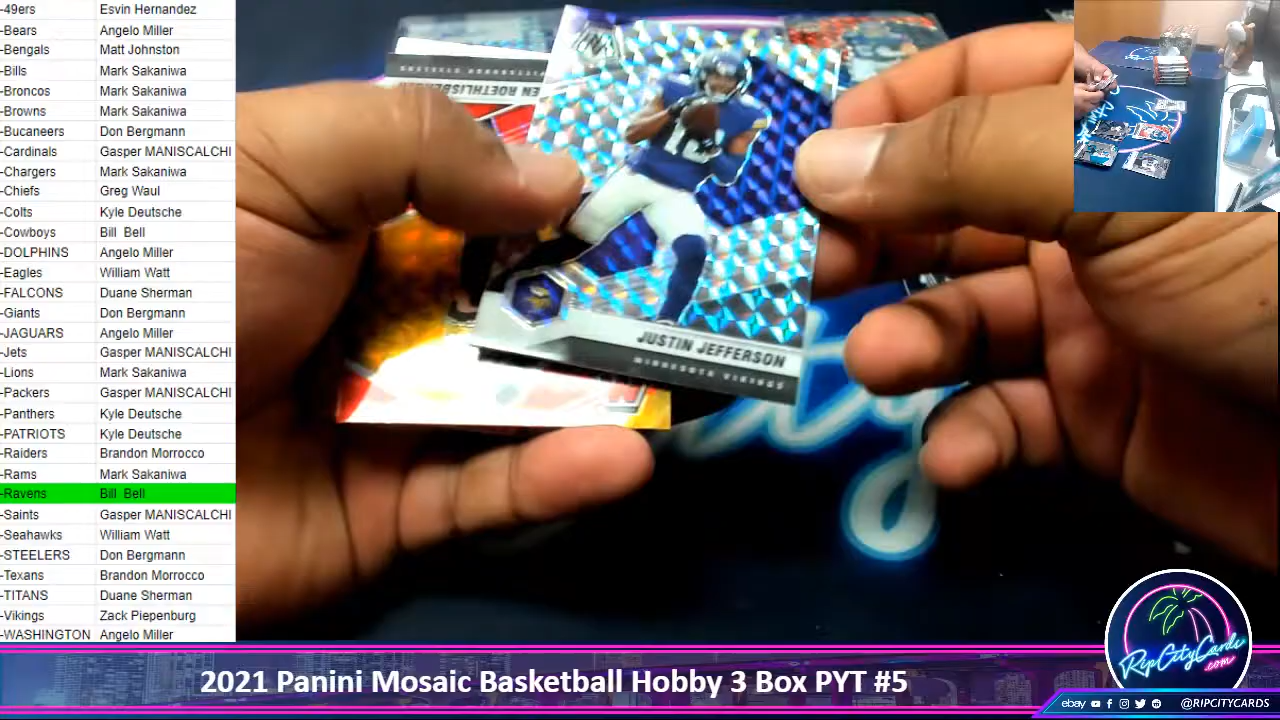 -49ers Esvin Hernandez
-Bears Angelo Miller
-Bengals Matt Johnston
-Bills Mark Sakaniwa
-Broncos Mark Sakaniwa
-Browns Mark Sakaniwa
-Bucaneers Don Bergmann
-Cardinals Gasper MANISCALCHI
-Chargers Mark Sakaniwa
-Chiefs Greg Waul
-Colts Kyle Deutsche
-Cowboys Bill Bell
-DOLPHINS Angelo Miller
-Eagles William Watt
-FALCONS Duane Sherman
-Giants Don Bergmann
-JAGUARS Angelo Miller
-Jets Gasper MANISCALCHI
-Lions Mark Sakaniwa
-Packers Gasper MANISCALCHI
-Panthers Kyle Deutsche
-PATRIOTS Kyle Deutsche
-Raiders Brandon Morrocco
-Rams Mark Sakaniwa
-Ravens Bill Bell
-Saints Gasper MANISCALCHI
-Seahawks William Watt
-STEELERS Don Bergmann
-Texans Brandon Morrocco
-TITANS Duane Sherman
-Vikings Zack Piepenburg
-WASHINGTON Angelo Miller
EN ROETHLISBERGER
JUSTIN JEFFERSON
MINNESOTA VIKINGS
RipCityCards
.com
2021 Panini Mosaic Basketball Hobby 3 Box PYT #5
ebay @RIPCITYCARDS